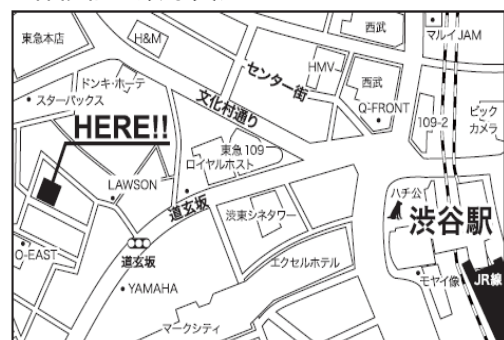 東急本店
H&M
西武
マルイJAM
ドンキ・ホーテ
センター街
HMV
西武
スターバックス
文化村通り
Q-FRONT
109-2
ビック
カメラ
HERE!!
東急109
ロイヤルホスト
LAWSON
道玄坂
ハチ公
渋谷駅
渋東シネタワー
O-EAST
道玄坂
エクセルホテル
YAMAHA
モヤイ像
JR線
マークシティ